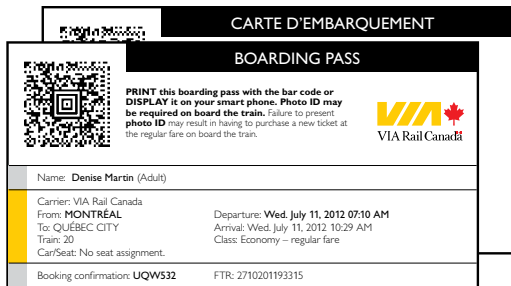 CARTE D’EMBARQUEMENT
BOARDING PASS
PRINT this boarding pass with the bar code or
DISPLAY it on your smart phone. Photo ID may
be required on board the train. Failure to present
photo ID may result in having to purchase a new ticket at
the regular fare on board the train.
VIA Rail Canada
Name: Denise Martin (Adult)
Carrier: VIA Rail Canada
From: MONTRÉAL Departure: Wed. July 11, 2012 07:10 AM
To: QUÉBEC CITY Arrival: Wed. July 11, 2012 10:29 AM
Train: 20 Class: Economy – regular fare
Car/Seat: No seat assignment.
Booking confirmation: UQW532 FTR: 2710201193315